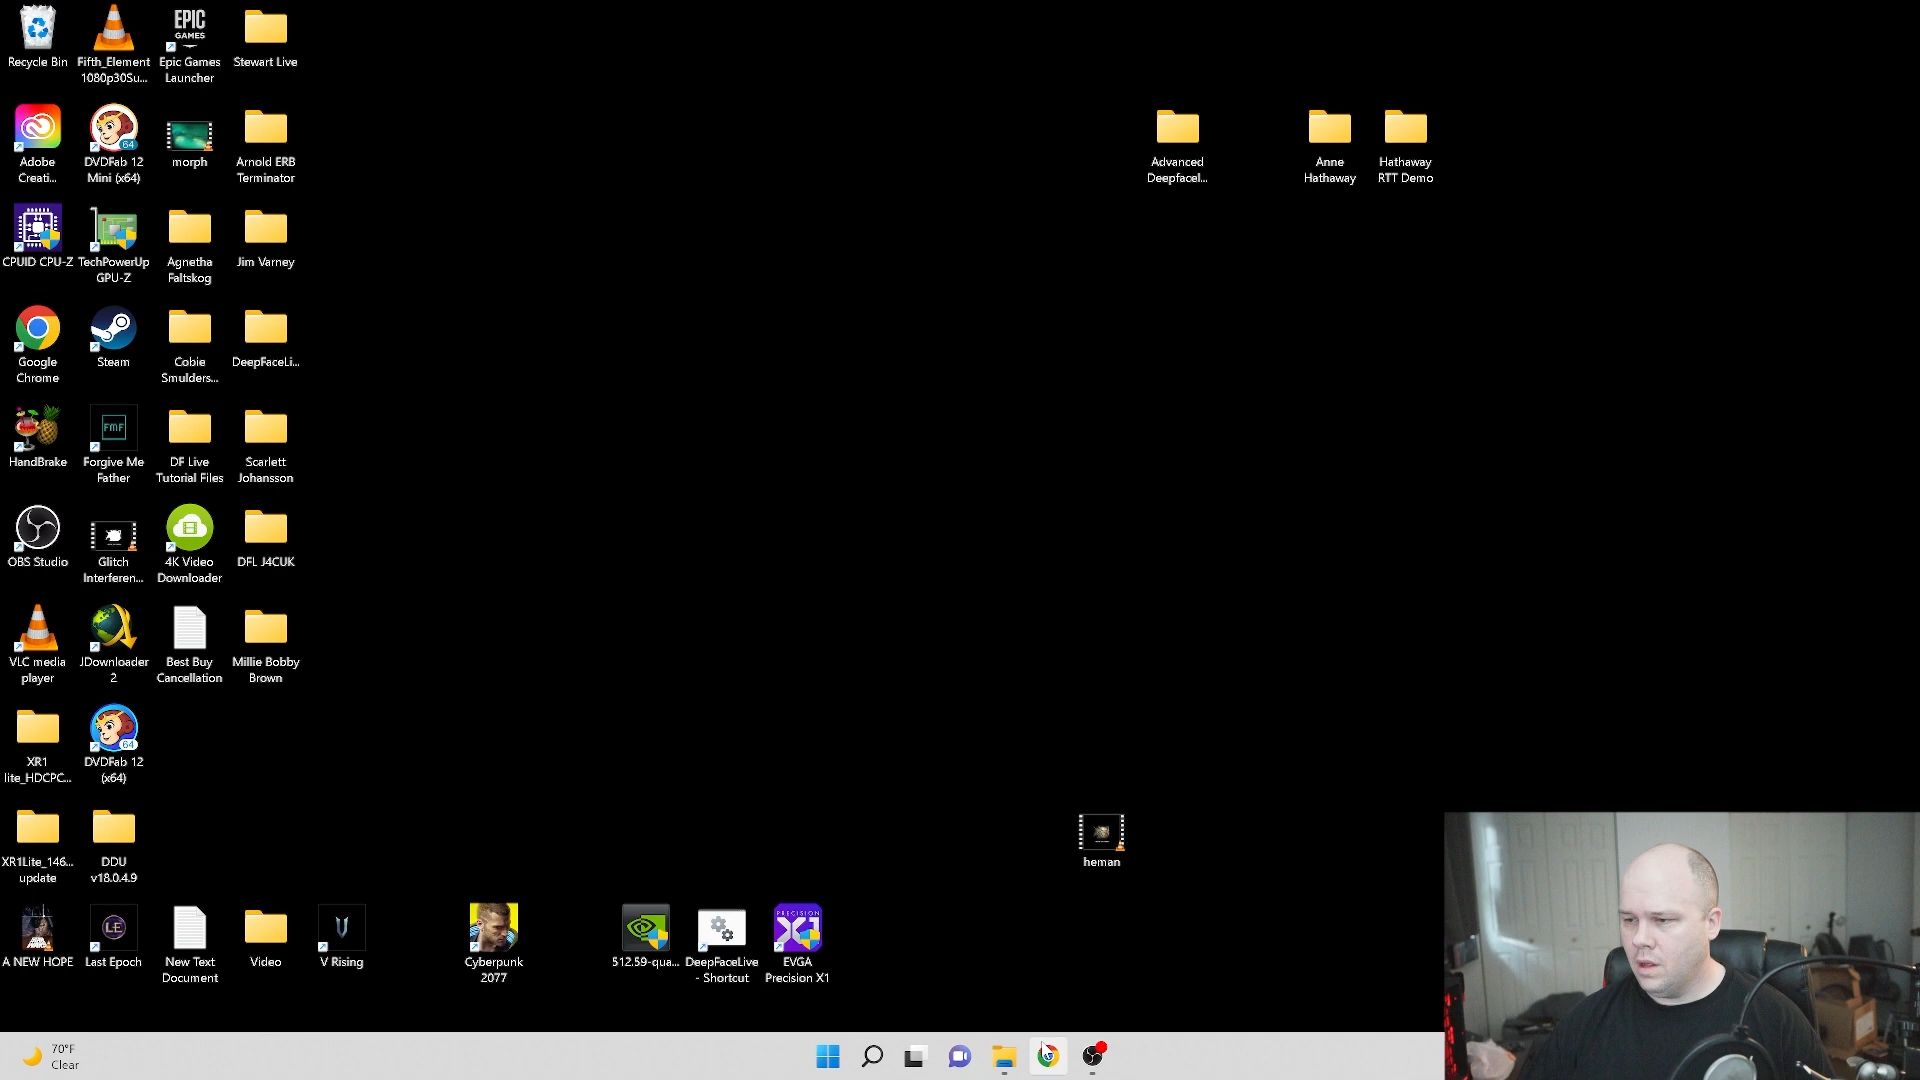 Recycle Bin
Fifth_Element
1080p30Su...
EPIC
GAMES
Epic Games
Launcher
Stewart Live
Adobe
Creati...
64
DVDFab 12
Mini (x64)
morph
Arnold ERB
Terminator
Advanced
Deepfacel...
Anne
Hathaway
Hathaway
RTT Demo
CPUID CPU-Z
TechPowerUp
GPU-Z
Agnetha
Faltskog
Jim Varney
Google
Chrome
Steam
Cobie
Smulders...
DeepFaceLi...
HandBrake
FMF
Forgive Me
Father
DF Live
Tutorial Files
Scarlett
Johansson
OBS Studio
Glitch
Interferen...
4K Video
Downloader
DFL J4CUK
VLC media
player
JDownloader
2
Best Buy
Cancellation
Millie Bobby
Brown
XR1
lite_HDCPC...
64
DVDFab 12
(x64)
XR1Lite_146...
update
DDU
v18.0.4.9
heman
A NEW HOPE
LE
Last Epoch
New Text
Document
Video
V Rising
Cyberpunk
2077
512.59-qua...
DeepFaceLive
- Shortcut
PRECISION
X1
EVGA
Precision X1
70°F
Clear